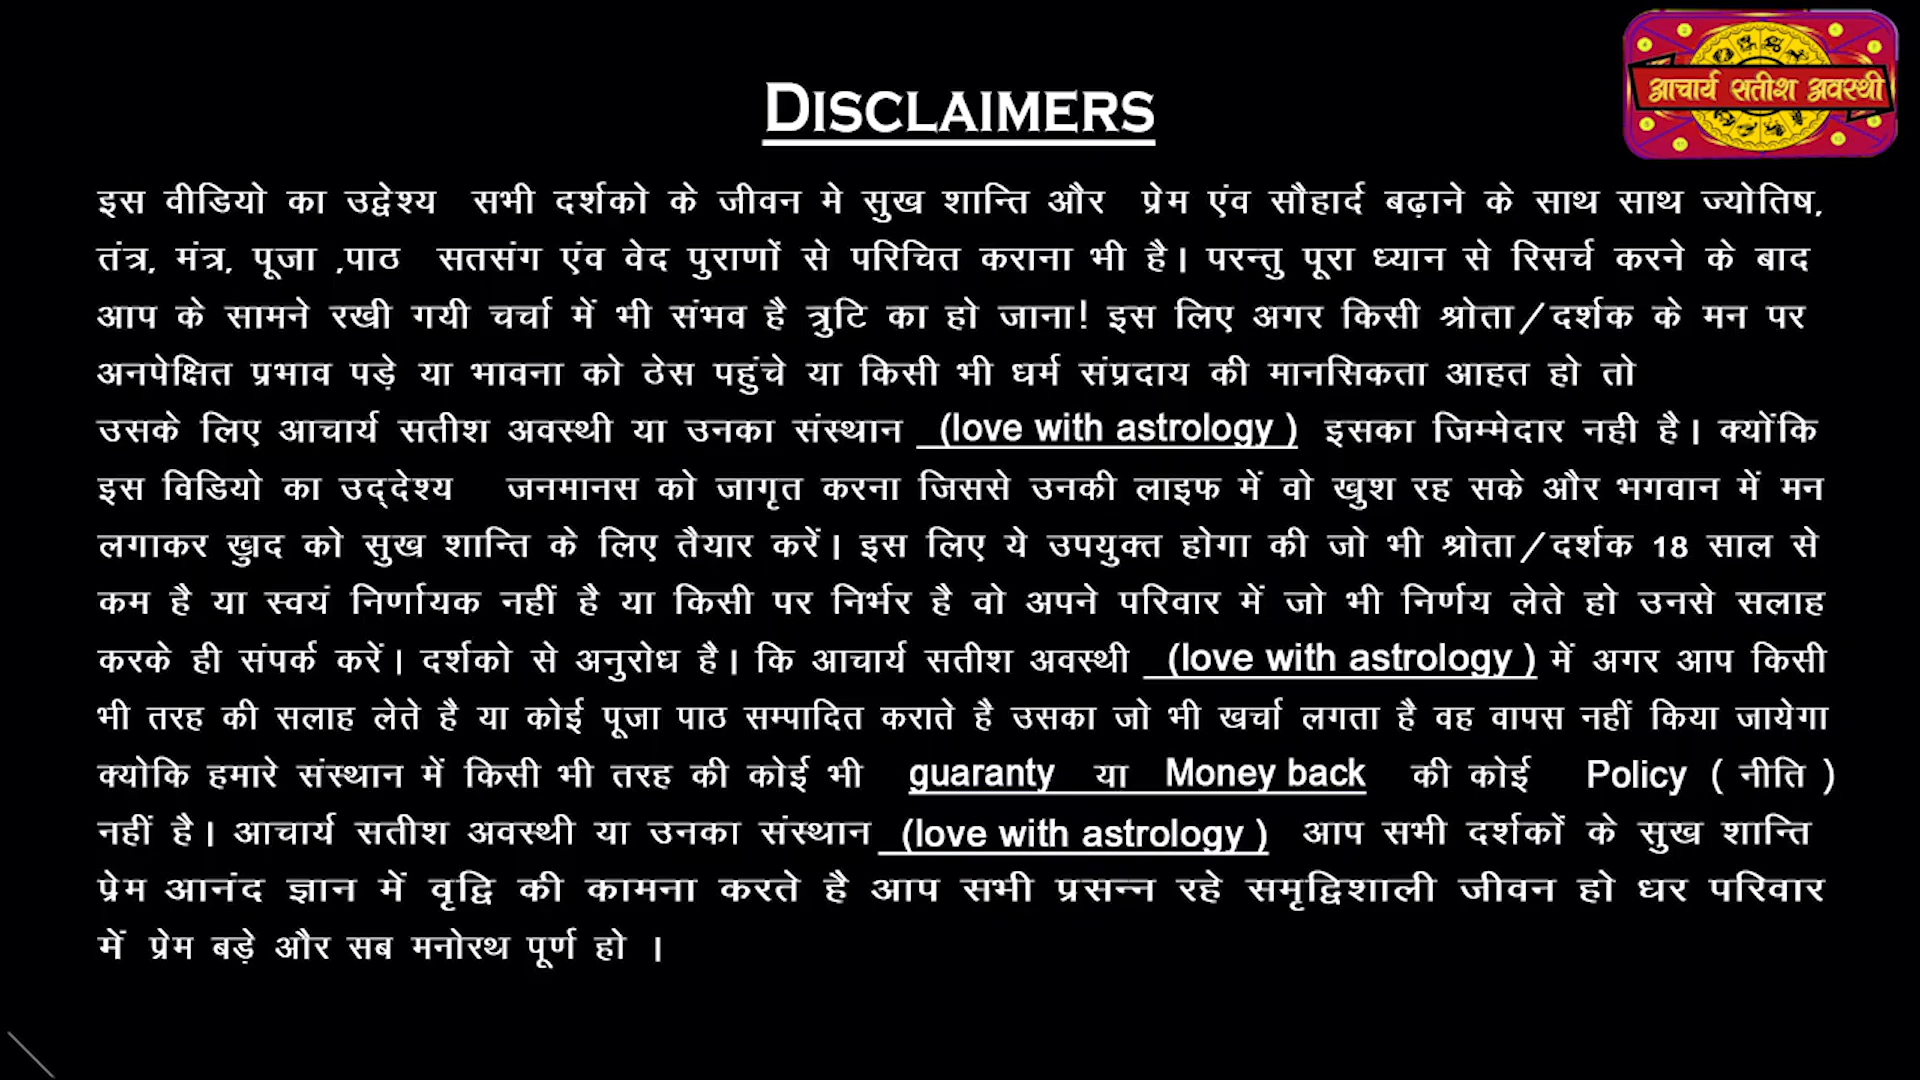 DISCLAIMERS
आचार्य सतीश अवस्थी
इस वीडियो का उद्वेश्य सभी दर्शको के जीवन मे सुख शान्ति और प्रेम एंव सौहार्द बढ़ाने के साथ साथ ज्योतिष,
तंत्र, मंत्र, पूजा ,पाठ सतसंग एंव वेद पुराणों से परिचित कराना भी है। परन्तु पूरा ध्यान से रिसर्च करने के बाद
आप के सामने रखी गयी चर्चा में भी संभव है त्रुटि का हो जाना! इस लिए अगर किसी श्रोता/दर्शक के मन पर
अनपेक्षित प्रभाव पड़े या भावना को ठेस पहुंचे या किसी भी धर्म संप्रदाय की मानसिकता आहत हो तो
उसके लिए आचार्य सतीश अवस्थी या उनका संस्थान (love with astrology ) इसका जिम्मेदार नही है। क्योंकि
इस विडियो का उद्देश्य जनमानस को जागृत करना जिससे उनकी लाइफ में वो खुश रह सके और भगवान में मन
लगाकर खुद को सुख शान्ति के लिए तैयार करें। इस लिए ये उपयुक्त होगा की जो भी श्रोता/दर्शक 18 साल से
कम है या स्वयं निर्णायक नहीं है या किसी पर निर्भर है वो अपने परिवार में जो भी निर्णय लेते हो उनसे सलाह
करके ही संपर्क करें। दर्शको से अनुरोध है। कि आचार्य सतीश अवस्थी (love with astrology ) में अगर आप किसी
भी तरह की सलाह लेते है या कोई पूजा पाठ सम्पादित कराते है उसका जो भी खर्चा लगता है वह वापस नहीं किया जायेगा
क्योकि हमारे संस्थान में किसी भी तरह की कोई भी guaranty या Money back की कोई Policy ( नीति )
नहीं है। आचार्य सतीश अवस्थी या उनका संस्थान (love with astrology ) आप सभी दर्शकों के सुख शान्ति
प्रेम आनंद ज्ञान में वृद्वि की कामना करते है आप सभी प्रसन्न रहे समृद्विशाली जीवन हो धर परिवार
में प्रेम बड़े और सब मनोरथ पूर्ण हो ।